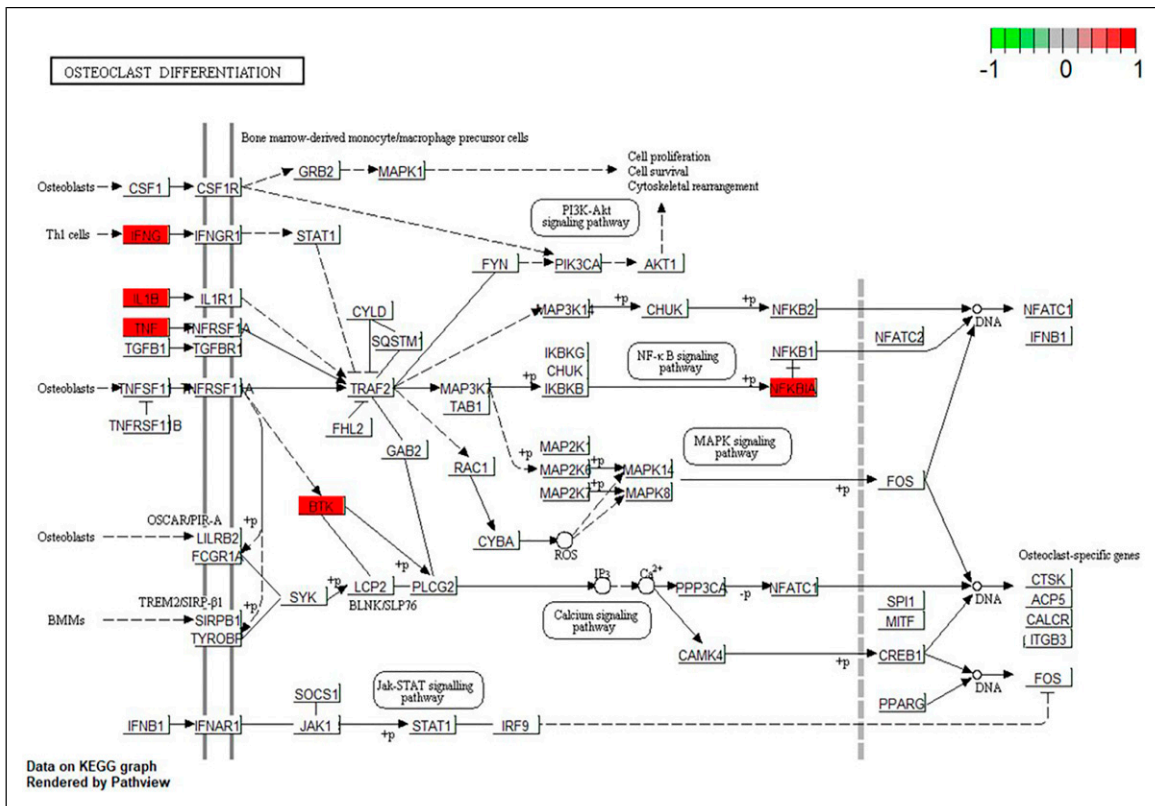 -1 0 1
OSTEOCLAST DIFFERENTIATION
Bone marrow-derived monocyte/macrophage precursor cells
Osteoblasts CSF1 CSF1R GRB2 MAPK1
Cell proliferation
Cell survival
Cytoskeletal rearrangement
PI3K-Akt
signaling pathway
Th1 cells IFNG IFNGR1 STAT1
FYN PIK3CA AKT1
IL1B IL1R1
CYLD MAP3K14 +p CHUK +p NFKB2 DNA NFATC1
TNF TNFRSF1A SQSTM1 NFATC2 IFNB1
TGFB1 TGFBR1
IKBKG
CHUK
IKBKB
NF-κB signaling
pathway
NFKB1
Osteoblasts TNFSF11 TNFRSF11A TRAF2 MAP3K7 +p +p NFKBIA
TAB1
TNFRSF11B FHL2
GAB2 RAC1
MAP2K1
MAPK signaling
pathway
+p MAP2K6 +p MAPK14
MAP2K7 +p MAPK8 +p FOS
BTK
OSCAR/PIR-A +p
Osteoblasts LILRB2
FCGR1A
CYBA ROS
SYK +p LCP2 +p PLCG2 IP3 Ca2+ PPP3CA -p NFATC1 DNA
BLNK/SLP76
Osteoclast-specific genes
CTSK
ACP5
CALCR
ITGB3
TREM2/SIRP-β1 +p
BMMs SIRPB1
TYROBP
Calcium signaling
pathway
SPI1
MITF
CAMK4 +p CREB1
Jak-STAT signalling
pathway
SOCS1
DNA FOS
PPARG
IFNB1 IFNAR1 JAK1 +p STAT1 IRF9
Data on KEGG graph
Rendered by Pathview